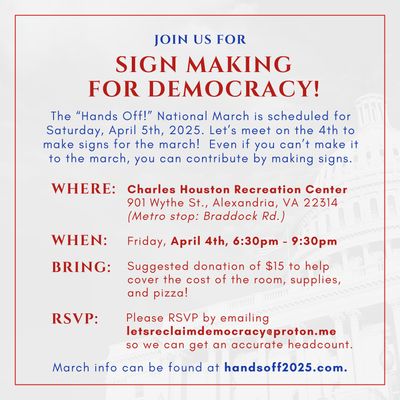 JOIN US FOR
SIGN MAKING
FOR DEMOCRACY!
The “Hands Off!” National March is scheduled for
Saturday, April 5th, 2025. Let’s meet on the 4th to
make signs for the march!  Even if you can’t make it
to the march, you can contribute by making signs.
WHERE: Charles Houston Recreation Center
901 Wythe St., Alexandria, VA 22314
(Metro stop: Braddock Rd.)
WHEN: Friday, April 4th, 6:30pm - 9:30pm
BRING: Suggested donation of $15 to help
cover the cost of the room, supplies,
and pizza!
RSVP: Please RSVP by emailing
letsreclaimdemocracy@proton.me
so we can get an accurate headcount.
March info can be found at handsoff2025.com.